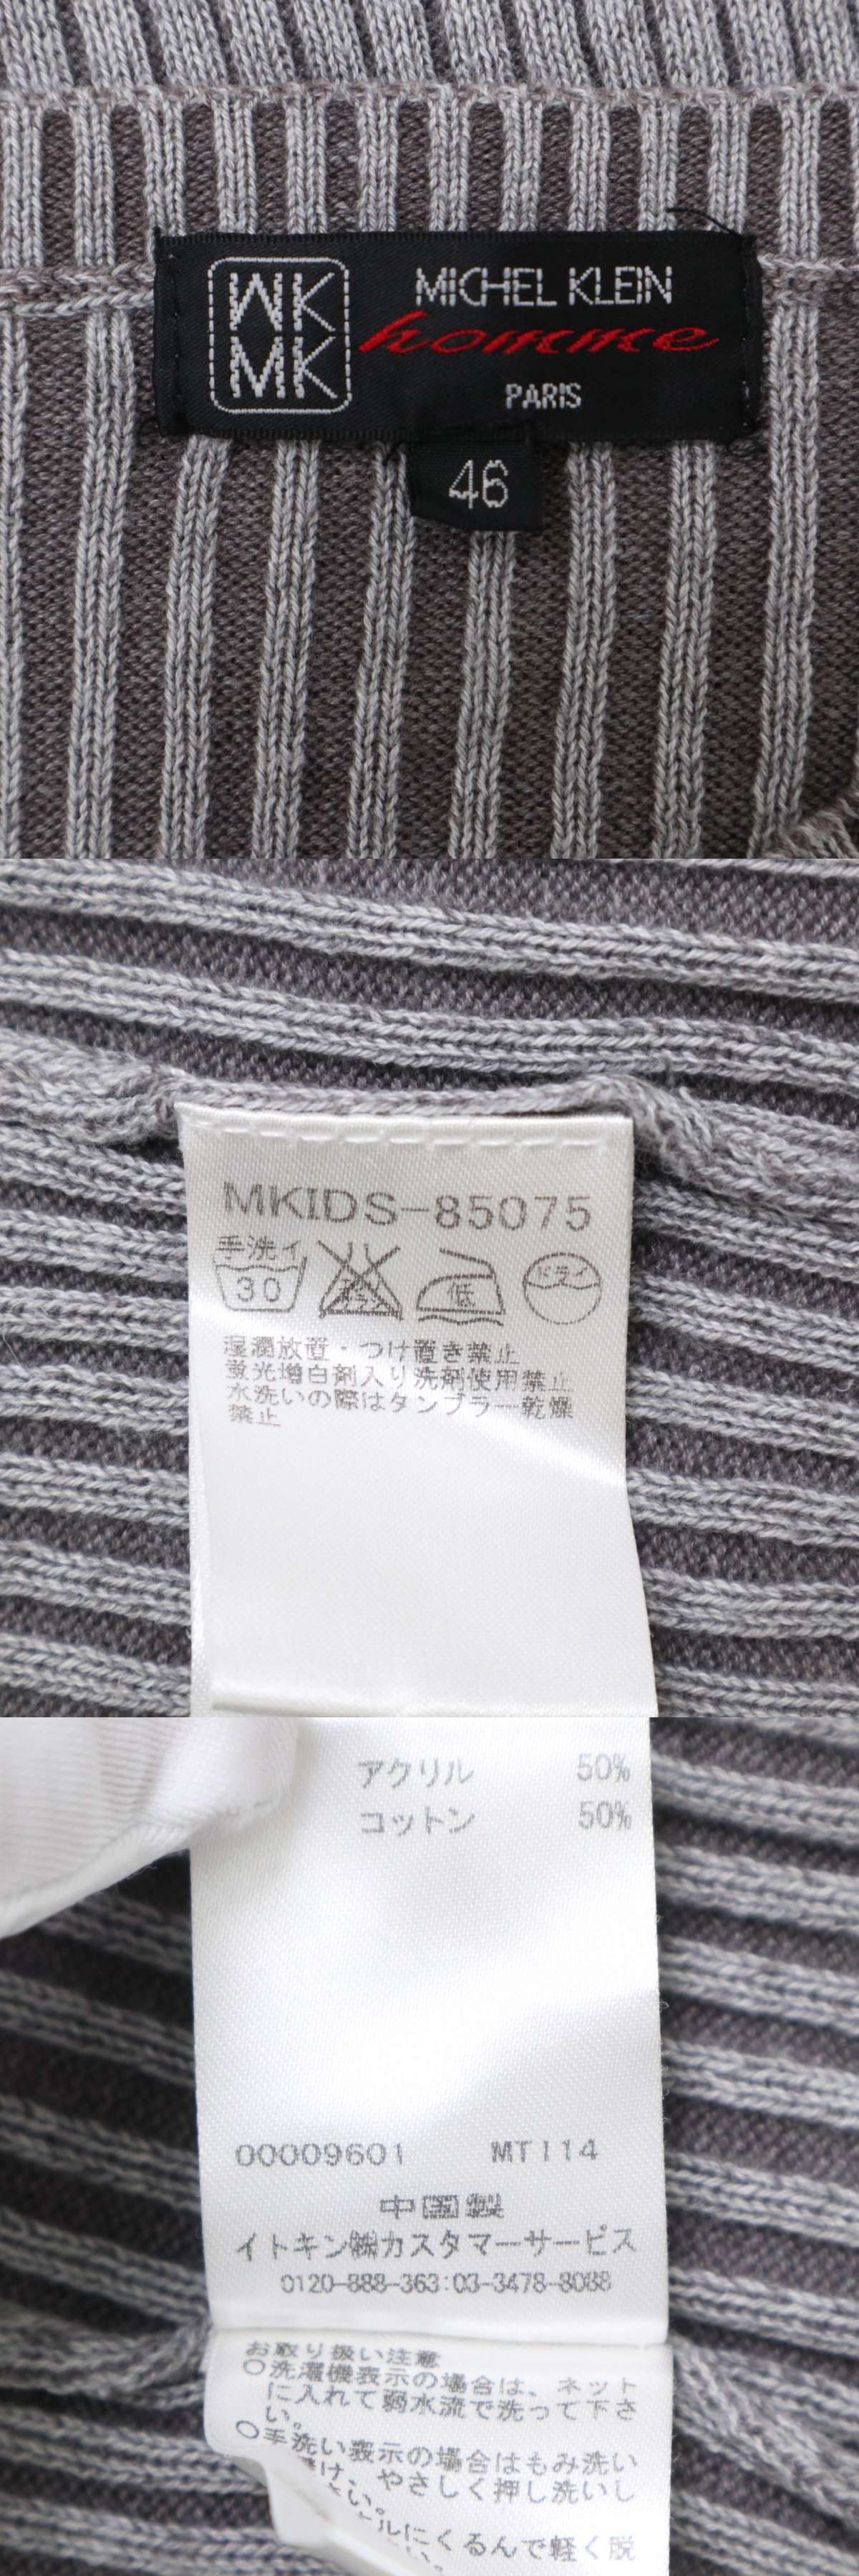 MK
MK
MICHEL KLEIN
homme
PARIS
46
MKIDS-85075
手洗イ
30
低
ドライ
湿潤放置・つけ置き禁止
蛍光増白剤入り洗剤使用禁止
水洗いの際はタンブラー乾燥
禁止
アクリル 50%
コットン 50%
00009601 MTI14
中国製
イトキン㈱カスタマーサービス
0120-888-363:03-3478-8088
お取り扱い注意
○洗濯機表示の場合は、ネット
に入れて弱水流で洗って下さ
い。
○手洗い表示の場合はもみ洗い
け、やさしく押し洗いし
さい。
ルにくるんで軽く脱
い。